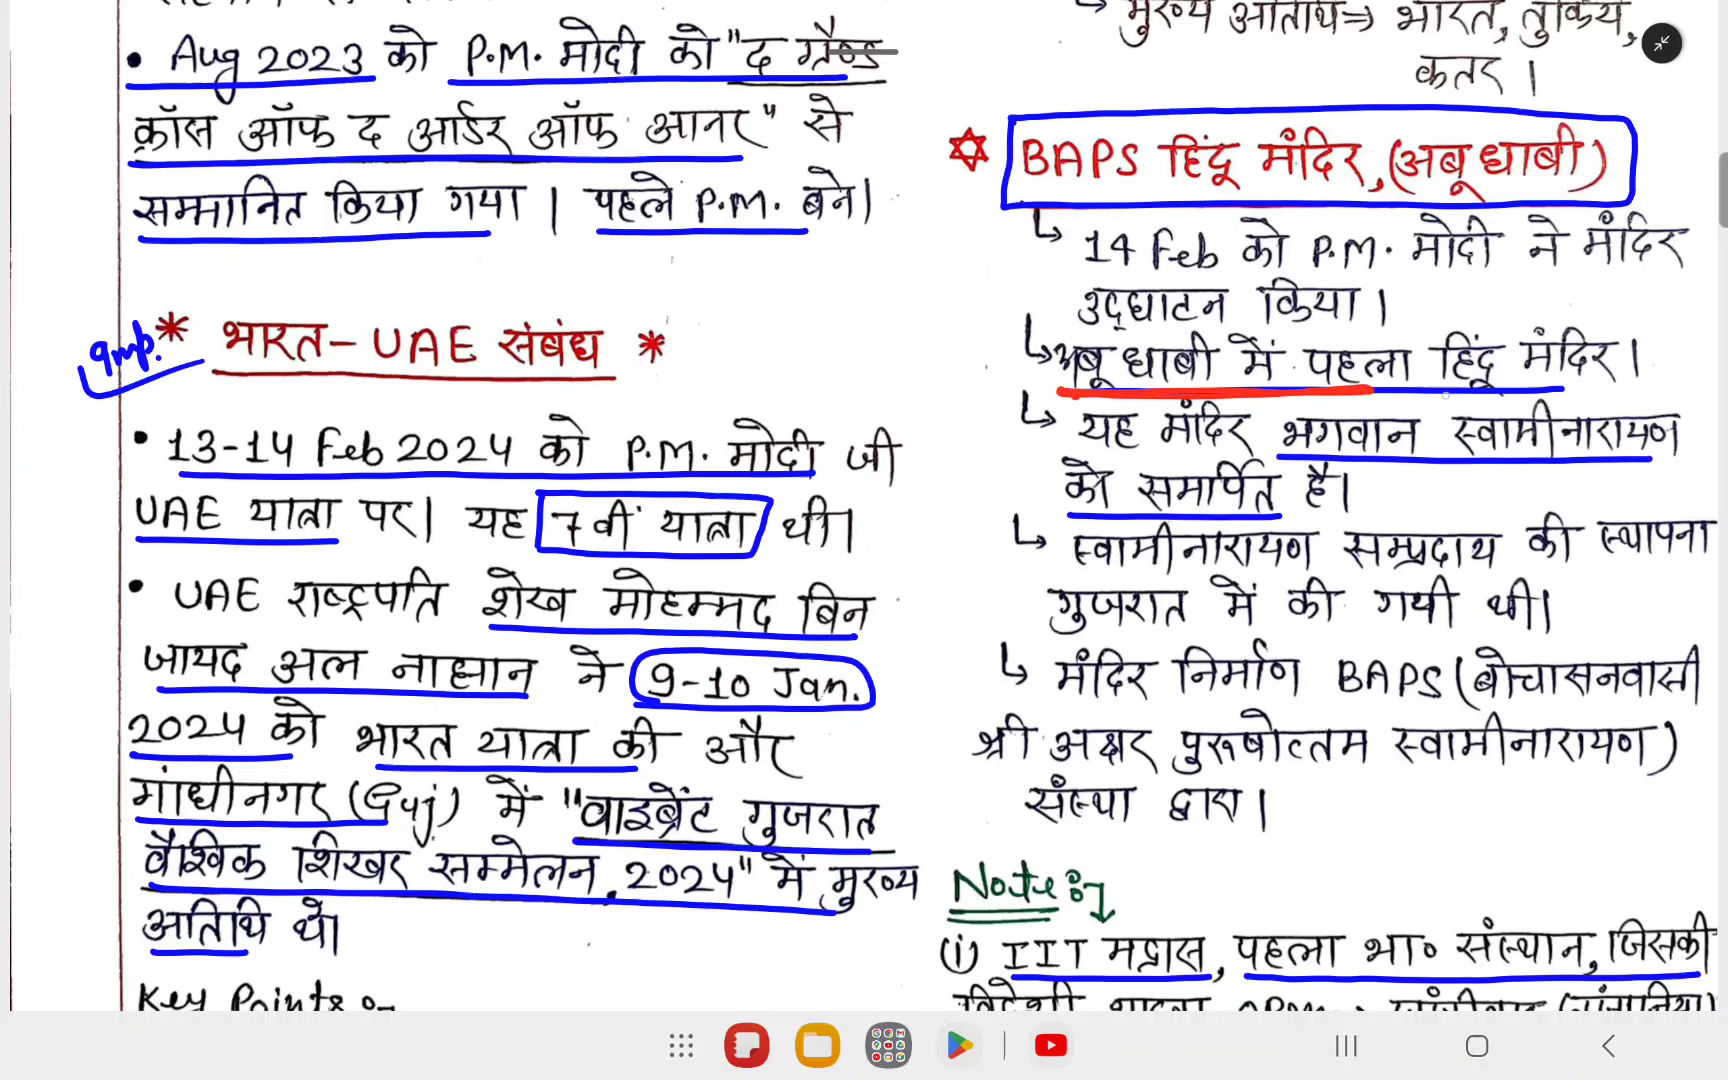 • Aug 2023 को P.M. मोदी को "द ग्रैण्ड
क्रॉस ऑफ द आर्डर ऑफ आनर" से
सम्मानित किया गया | पहले P.M. बने।
Imp.
* भारत - UAE संबंध *
• 13-14 Feb 2024 को P.M. मोदी जी
UAE यात्रा पर। यह 7वीं यात्रा थी।
• UAE राष्ट्रपति शेख मोहम्मद बिन
जायद अल नाह्यान ने 9-10 Jan.
2024 को भारत यात्रा की और
गांधीनगर (Guj) में "वाइब्रेंट गुजरात
वैश्विक शिखर सम्मेलन, 2024" में मुख्य
अतिथि थे।
Key Points :-
↳ मुख्य अतिथि ⇒ भारत, तुर्किये,
कतर।
✡ BAPS हिंदू मंदिर, (अबू धाबी)
↳ 14 Feb को P.M. मोदी ने मंदिर
उद्घाटन किया।
↳ अबू धाबी में पहला हिंदू मंदिर।
↳ यह मंदिर भगवान स्वामीनारायण
को समर्पित है।
↳ स्वामीनारायण सम्प्रदाय की स्थापना
गुजरात में की गयी थी।
↳ मंदिर निर्माण BAPS (बोचासनवासी
श्री अक्षर पुरूषोत्तम स्वामीनारायण)
संस्था द्वारा।
Note :-
(i) IIT मद्रास, पहला भा० संस्थान, जिसकी